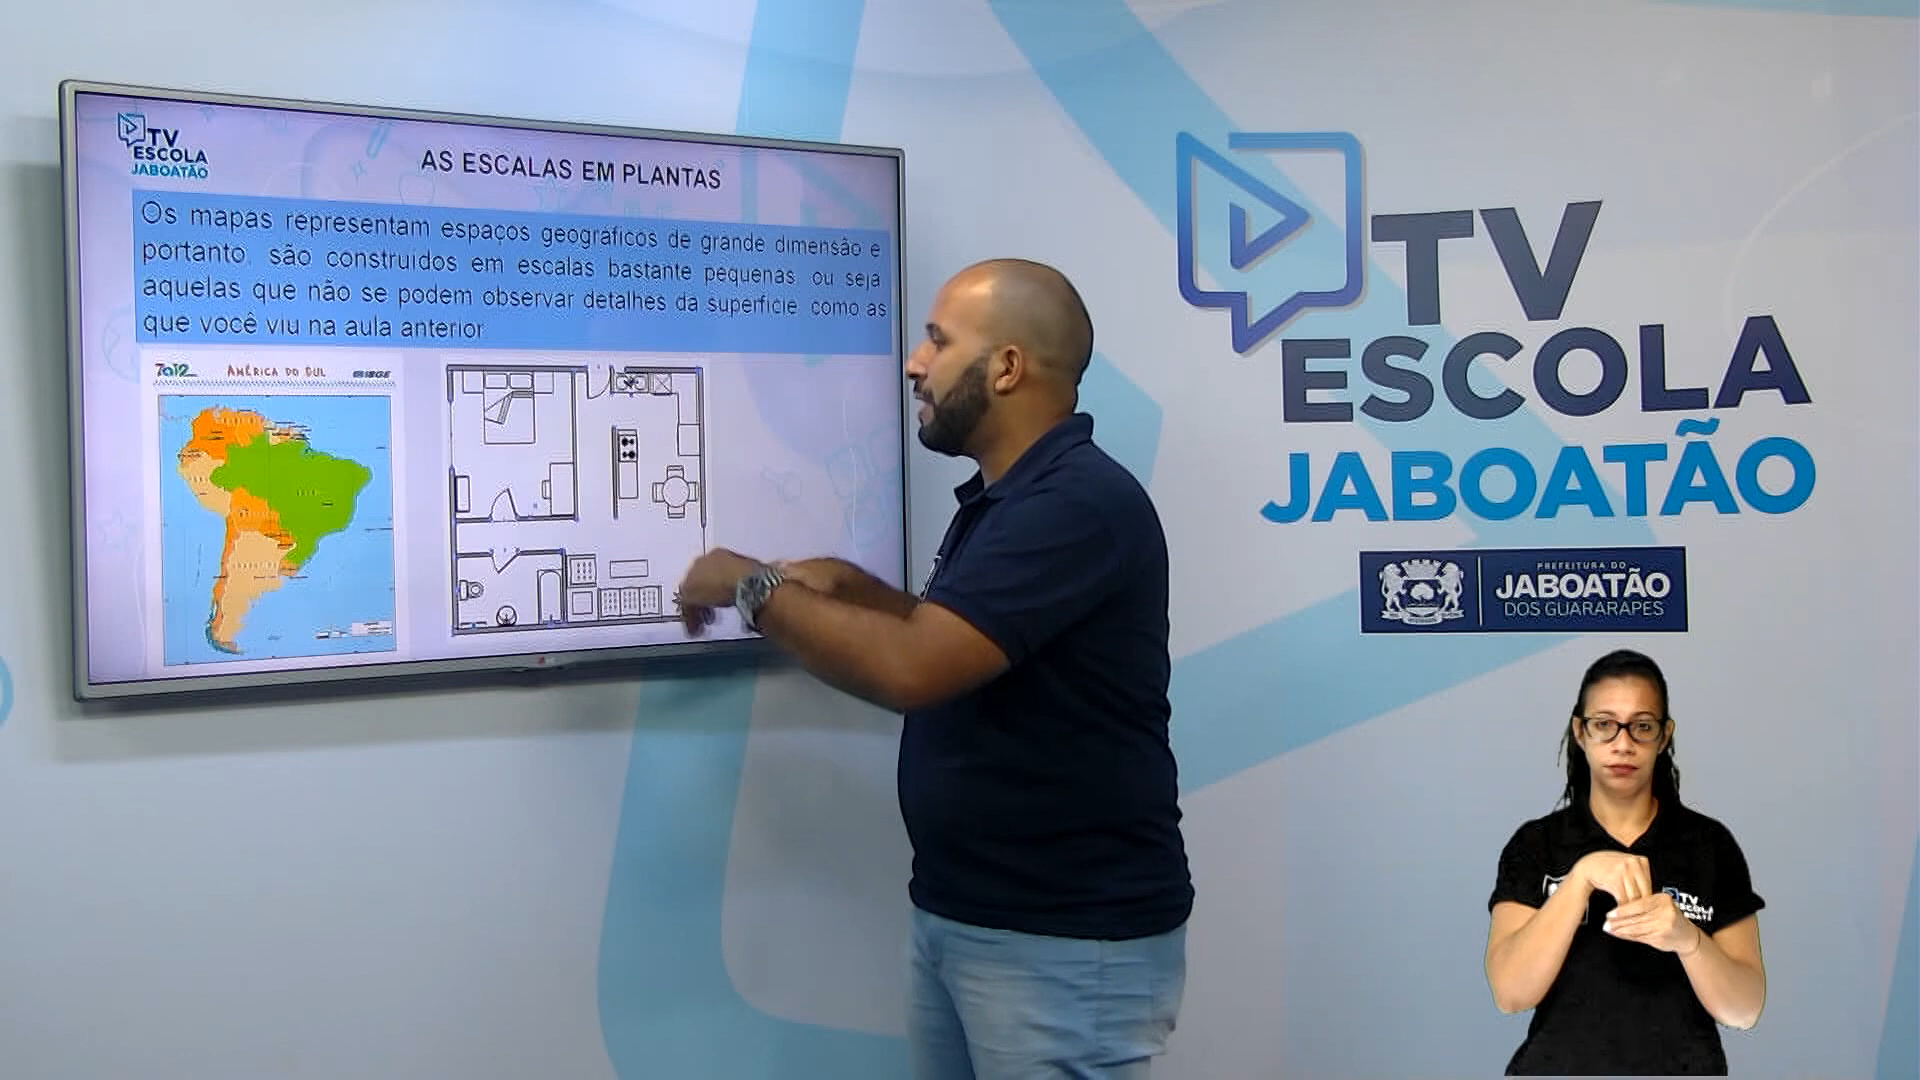 TV
ESCOLA
JABOATÃO
AS ESCALAS EM PLANTAS
Os mapas representam espaços geográficos de grande dimensão e
portanto, são construídos em escalas bastante pequenas ou seja
aquelas que não se podem observar detalhes da superfície como as
que você viu na aula anterior
7a12
AMÉRICA DO SUL
IBGE
TV
ESCOLA
JABOATÃO
PREFEITURA DO
JABOATÃO
DOS GUARARAPES
TV